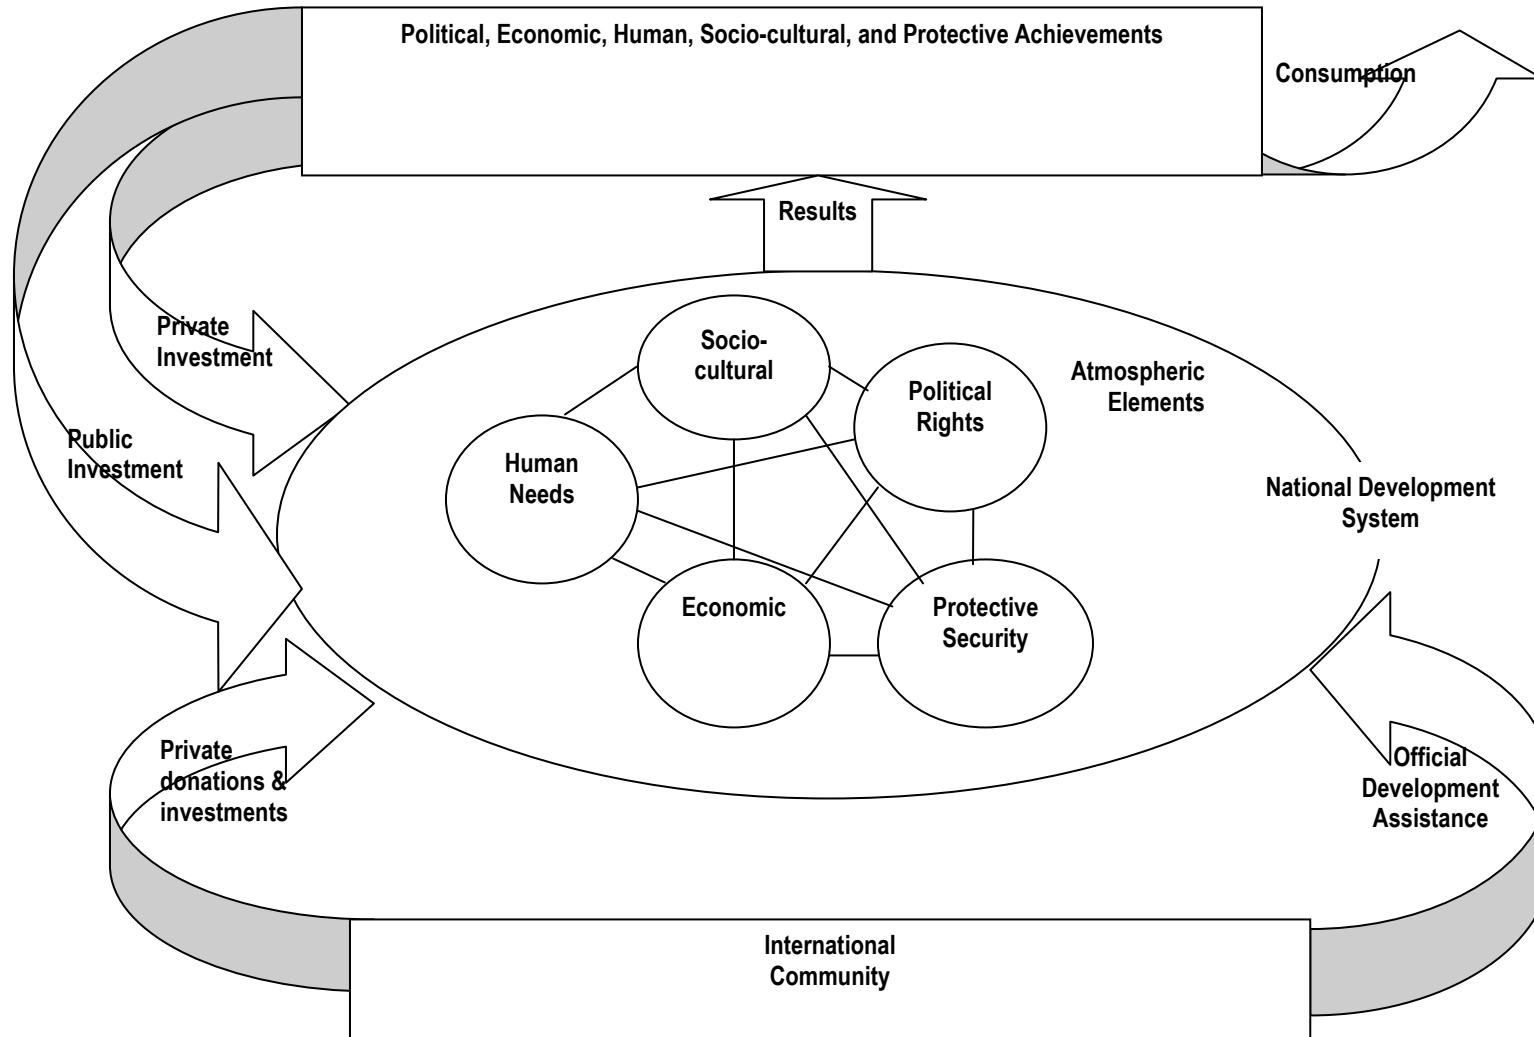 Political, Economic, Human, Socio-cultural, and Protective Achievements
Consumption
Results
Private
Investment
Public
Investment
Socio-
cultural
Political
Rights
Atmospheric
Elements
Human
Needs
National Development
System
Economic
Protective
Security
Private
donations &
investments
Official
Development
Assistance
International
Community